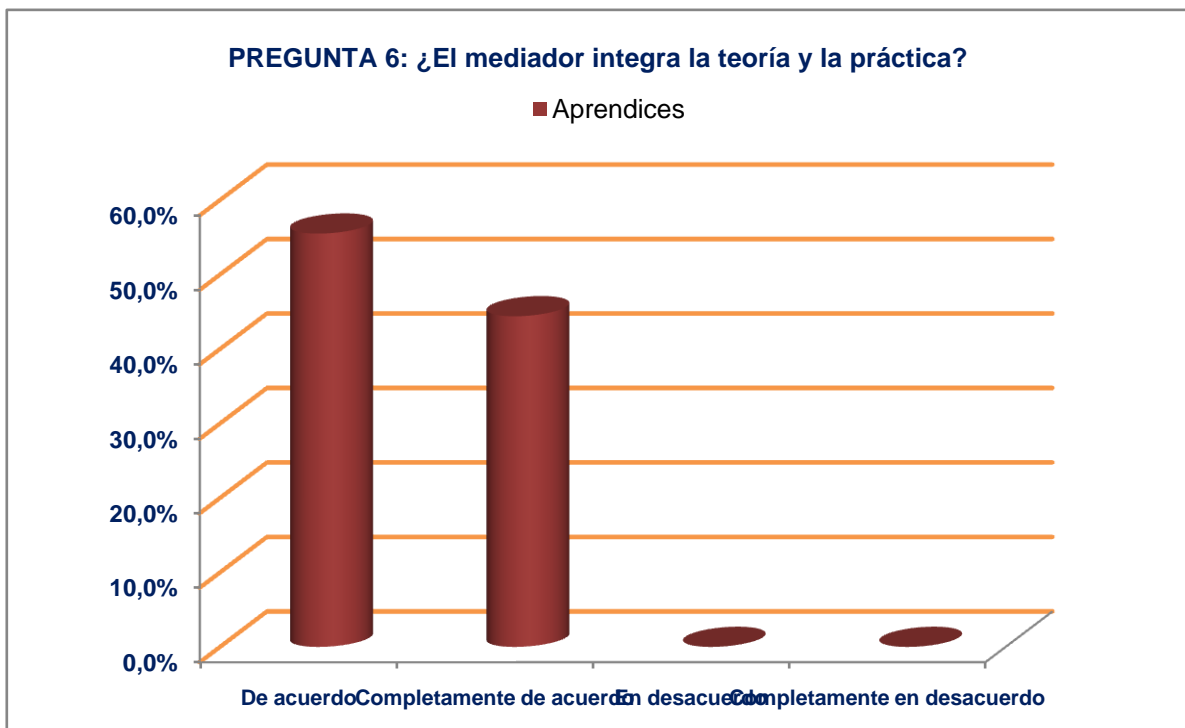 PREGUNTA 6: ¿El mediador integra la teoría y la práctica?
Aprendices
60,0%
50,0%
40,0%
30,0%
20,0%
10,0%
0,0%
De acuerdo Completamente de acuerdo En desacuerdo Completamente en desacuerdo